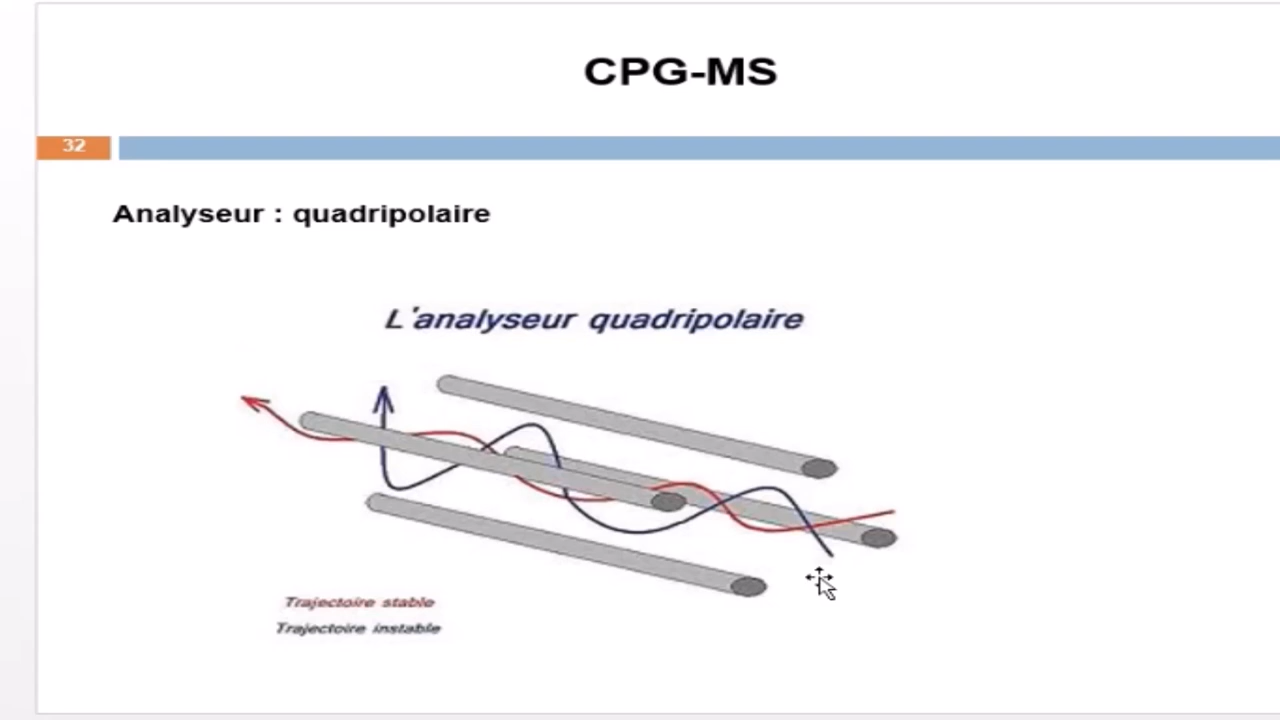 CPG-MS
32
Analyseur : quadripolaire
L'analyseur quadripolaire
Trajectoire stable
Trajectoire instable